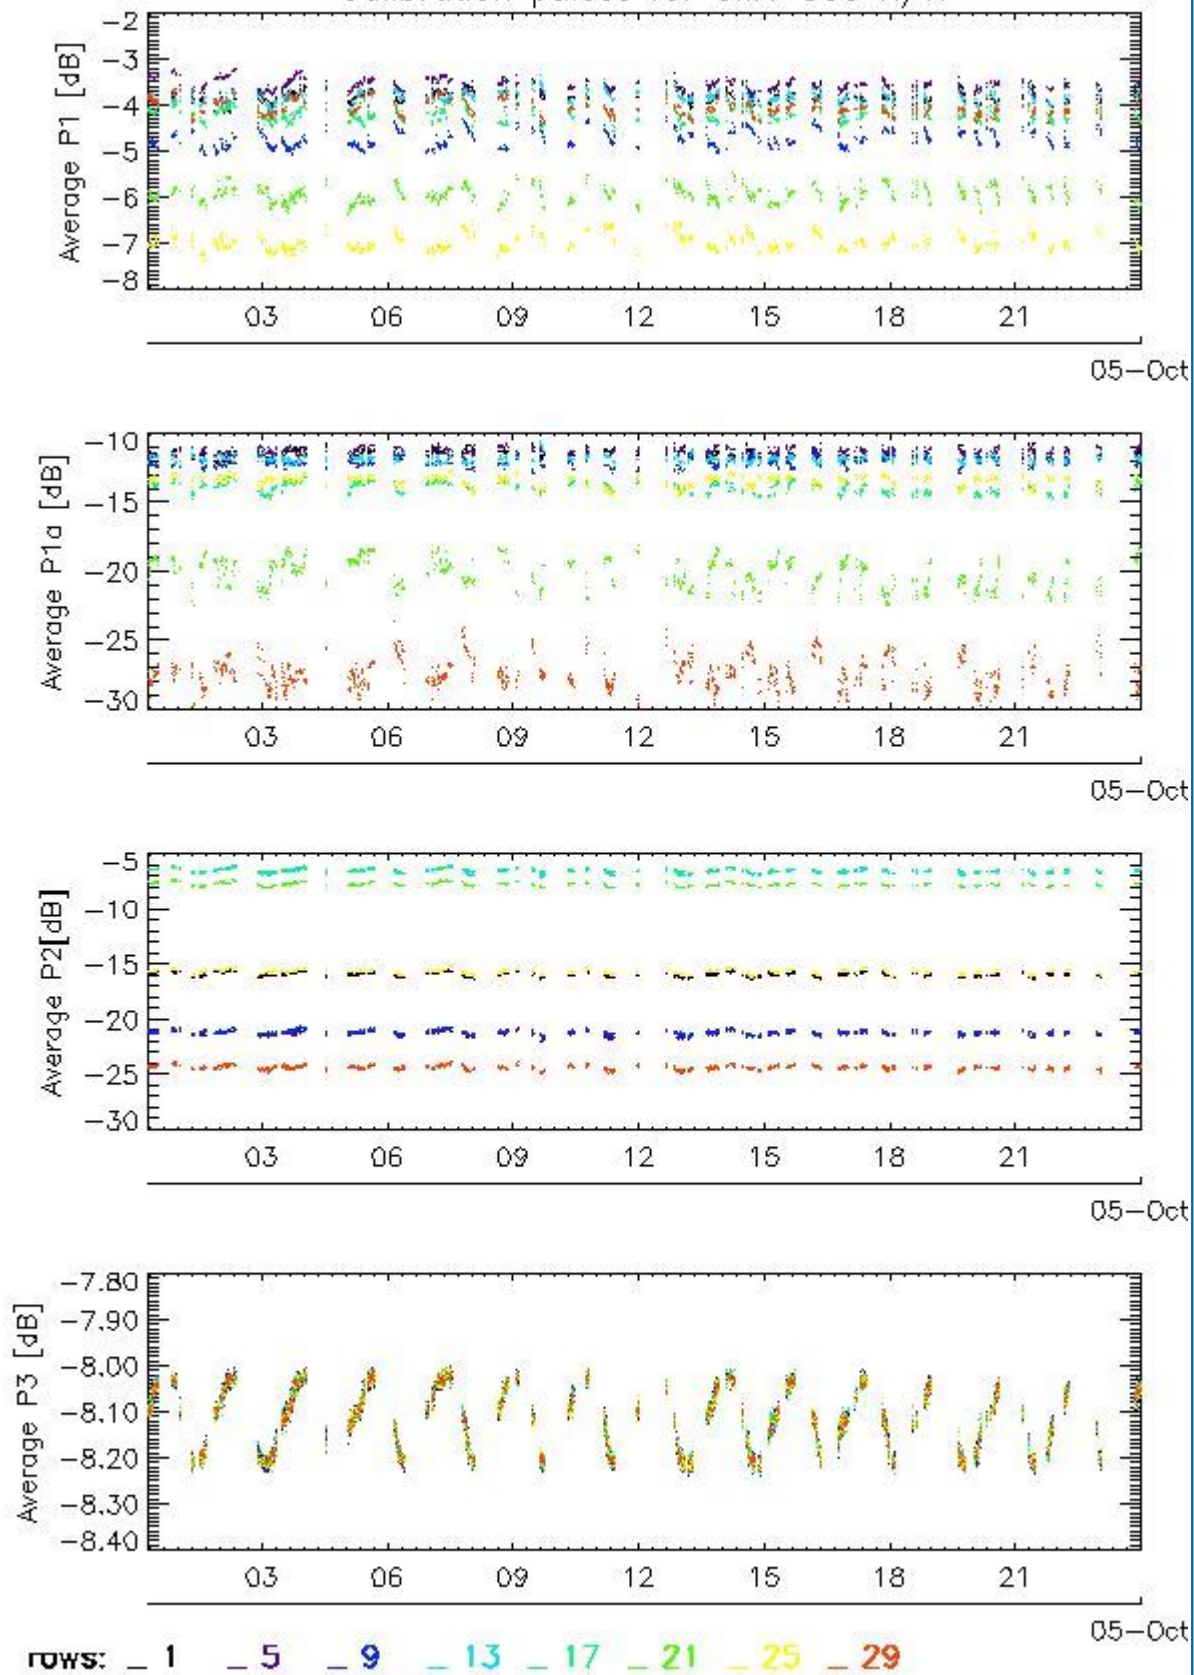 −2
−3
−4
−5
−6
−7
−8
Average P1 [dB]
03 06 09 12 15 18 21
05−Oct
−10
−15
−20
−25
−30
Average P1a [dB]
03 06 09 12 15 18 21
05−Oct
−5
−10
−15
−20
−25
−30
Average P2[dB]
03 06 09 12 15 18 21
05−Oct
−7.80
−7.90
−8.00
−8.10
−8.20
−8.30
−8.40
Average P3 [dB]
03 06 09 12 15 18 21
05−Oct
rows: _ 1 _ 5 _ 9 _ 13 _ 17 _ 21 _ 25 _ 29